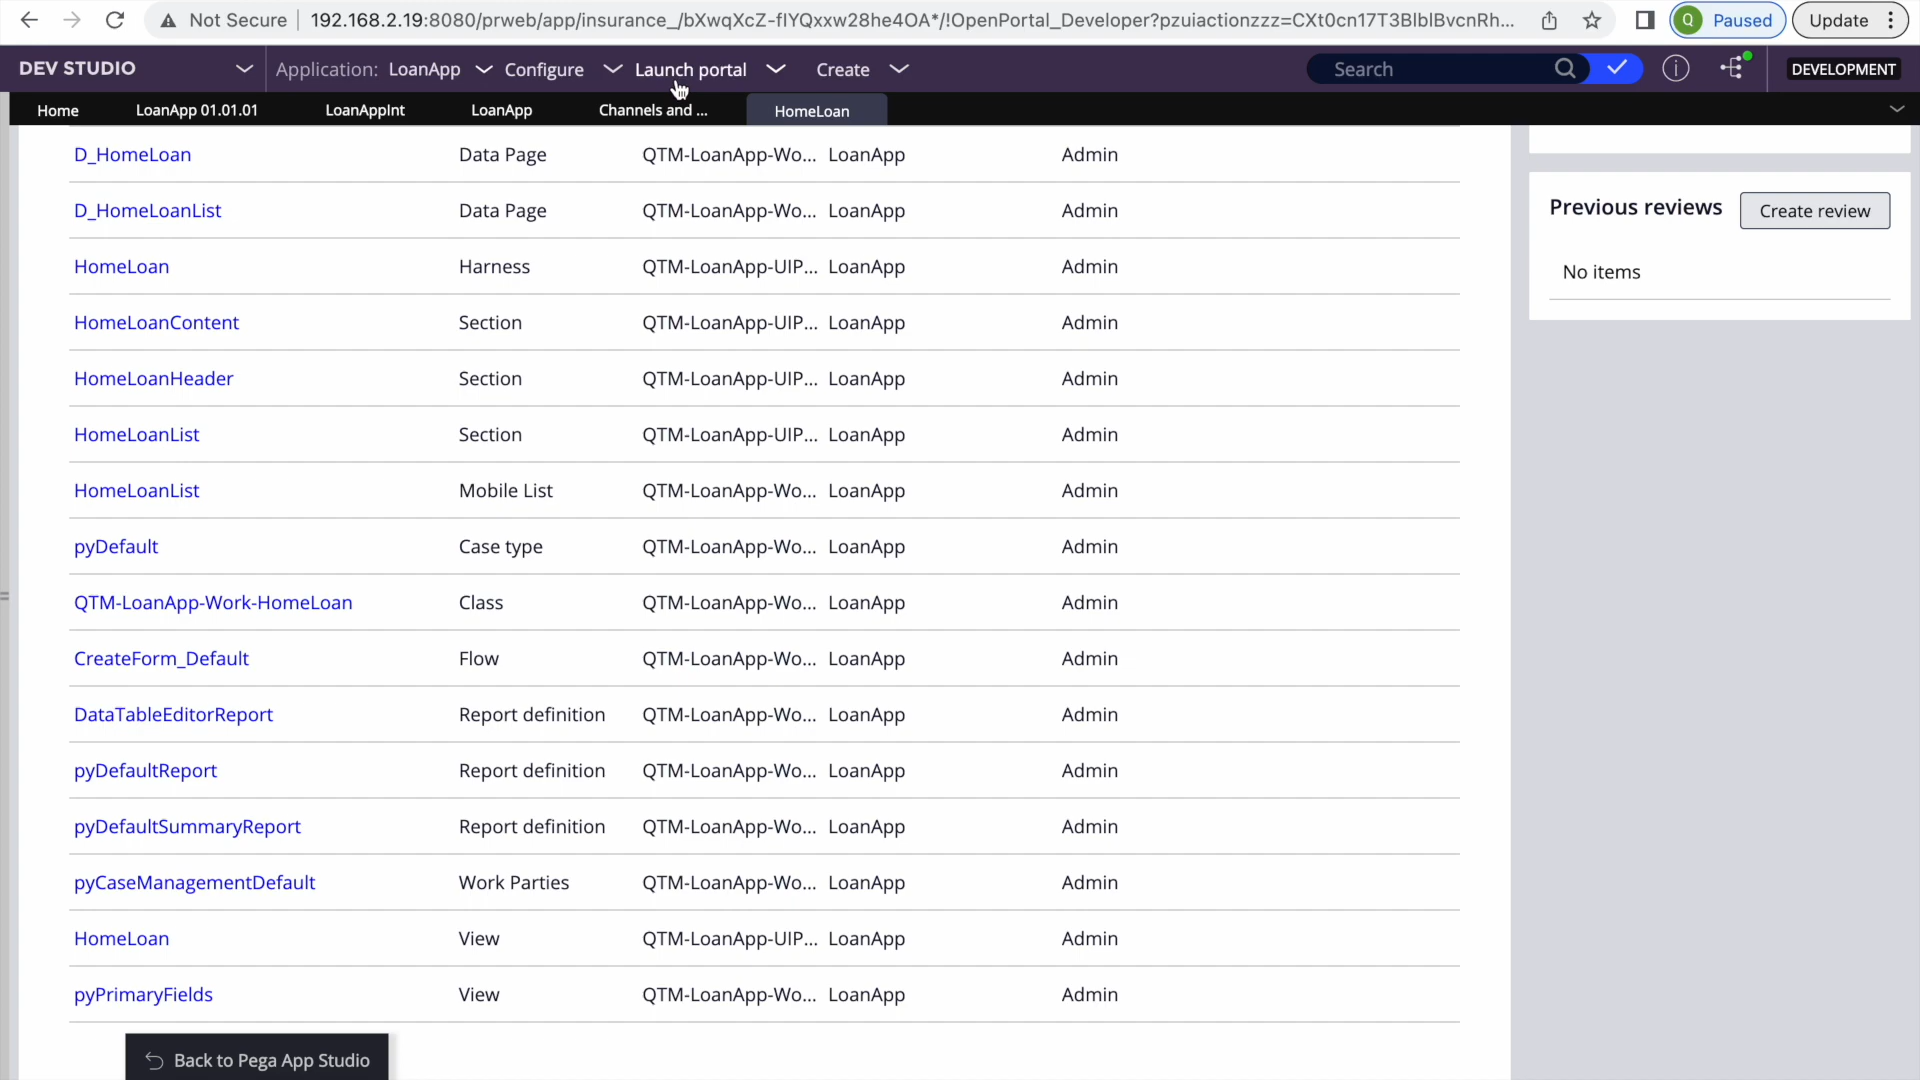 Not Secure 192.168.2.19:8080/prweb/app/insurance_/bXwqXcZ-flYQxxw28he4OA*/!OpenPortal_Developer?pzuiactionzzz=CXt0cn17T3BlblBvcnRh... Q Paused Update
DEV STUDIO Application: LoanApp Configure Launch portal Create Search DEVELOPMENT
Home LoanApp 01.01.01 LoanAppInt LoanApp Channels and ... HomeLoan
D_HomeLoan Data Page QTM-LoanApp-Wo... LoanApp Admin
D_HomeLoanList Data Page QTM-LoanApp-Wo... LoanApp Admin
Previous reviews Create review
HomeLoan Harness QTM-LoanApp-UIP... LoanApp Admin
No items
HomeLoanContent Section QTM-LoanApp-UIP... LoanApp Admin
HomeLoanHeader Section QTM-LoanApp-UIP... LoanApp Admin
HomeLoanList Section QTM-LoanApp-UIP... LoanApp Admin
HomeLoanList Mobile List QTM-LoanApp-Wo... LoanApp Admin
pyDefault Case type QTM-LoanApp-Wo... LoanApp Admin
QTM-LoanApp-Work-HomeLoan Class QTM-LoanApp-Wo... LoanApp Admin
CreateForm_Default Flow QTM-LoanApp-Wo... LoanApp Admin
DataTableEditorReport Report definition QTM-LoanApp-Wo... LoanApp Admin
pyDefaultReport Report definition QTM-LoanApp-Wo... LoanApp Admin
pyDefaultSummaryReport Report definition QTM-LoanApp-Wo... LoanApp Admin
pyCaseManagementDefault Work Parties QTM-LoanApp-Wo... LoanApp Admin
HomeLoan View QTM-LoanApp-UIP... LoanApp Admin
pyPrimaryFields View QTM-LoanApp-Wo... LoanApp Admin
Back to Pega App Studio